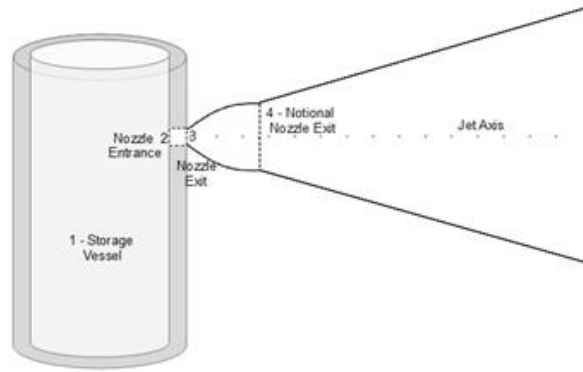 4 - Notional
Nozzle Exit
Jet Axis
Nozzle 2
3
Entrance
Nozzle
Exit
1 - Storage
Vessel